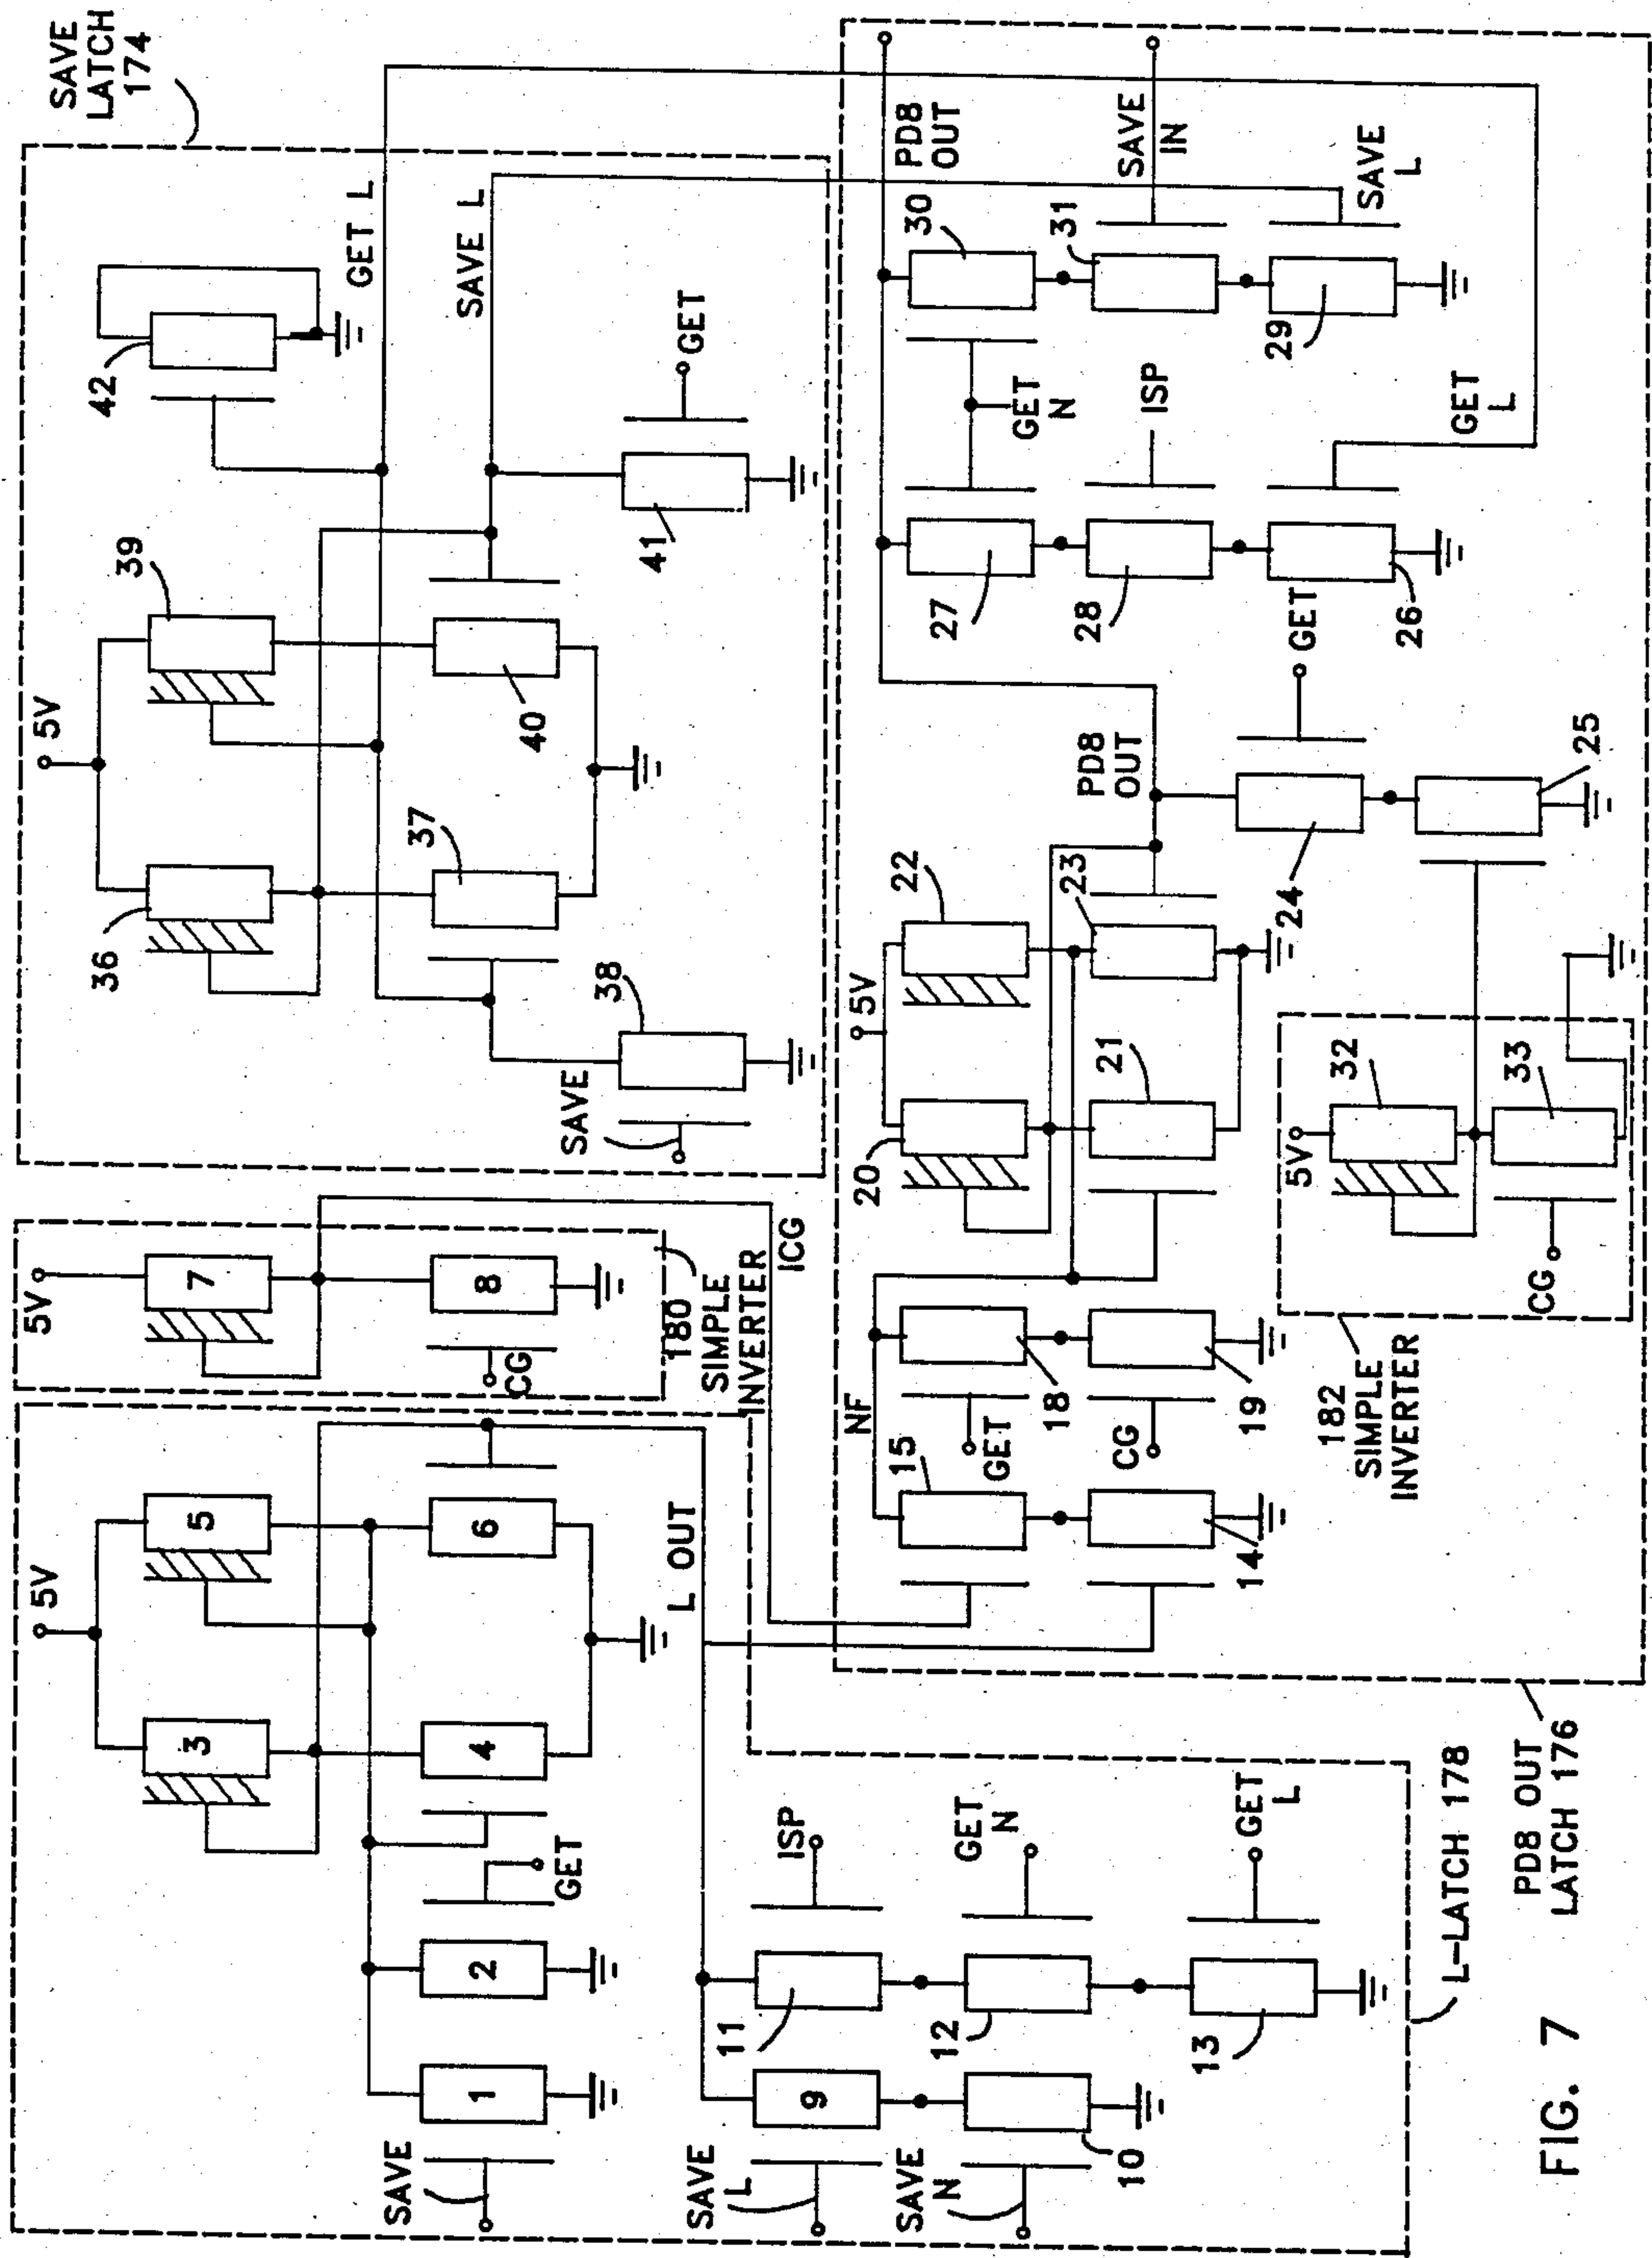 SAVE
LATCH
174
5V
36
39
42
GET L
SAVE L
37
40
38
SAVE
41
GET
5V
3
5
4
6
GET
2
1
SAVE
L OUT
5V
7
8
CG
180
SIMPLE
INVERTER
ICG
SAVE
L
9
SAVE
N
10
11
ISP
12
GET
N
13
GET
L
L-LATCH 178
PD8 OUT
LATCH 176
NF
15
14
GET
18
CG
19
5V
20
22
21
23
PD8
OUT
24
GET
25
182
SIMPLE
INVERTER
5V
32
33
CG
27
28
26
GET
N
ISP
GET
L
30
31
29
PD8
OUT
SAVE
IN
SAVE
L
FIG. 7